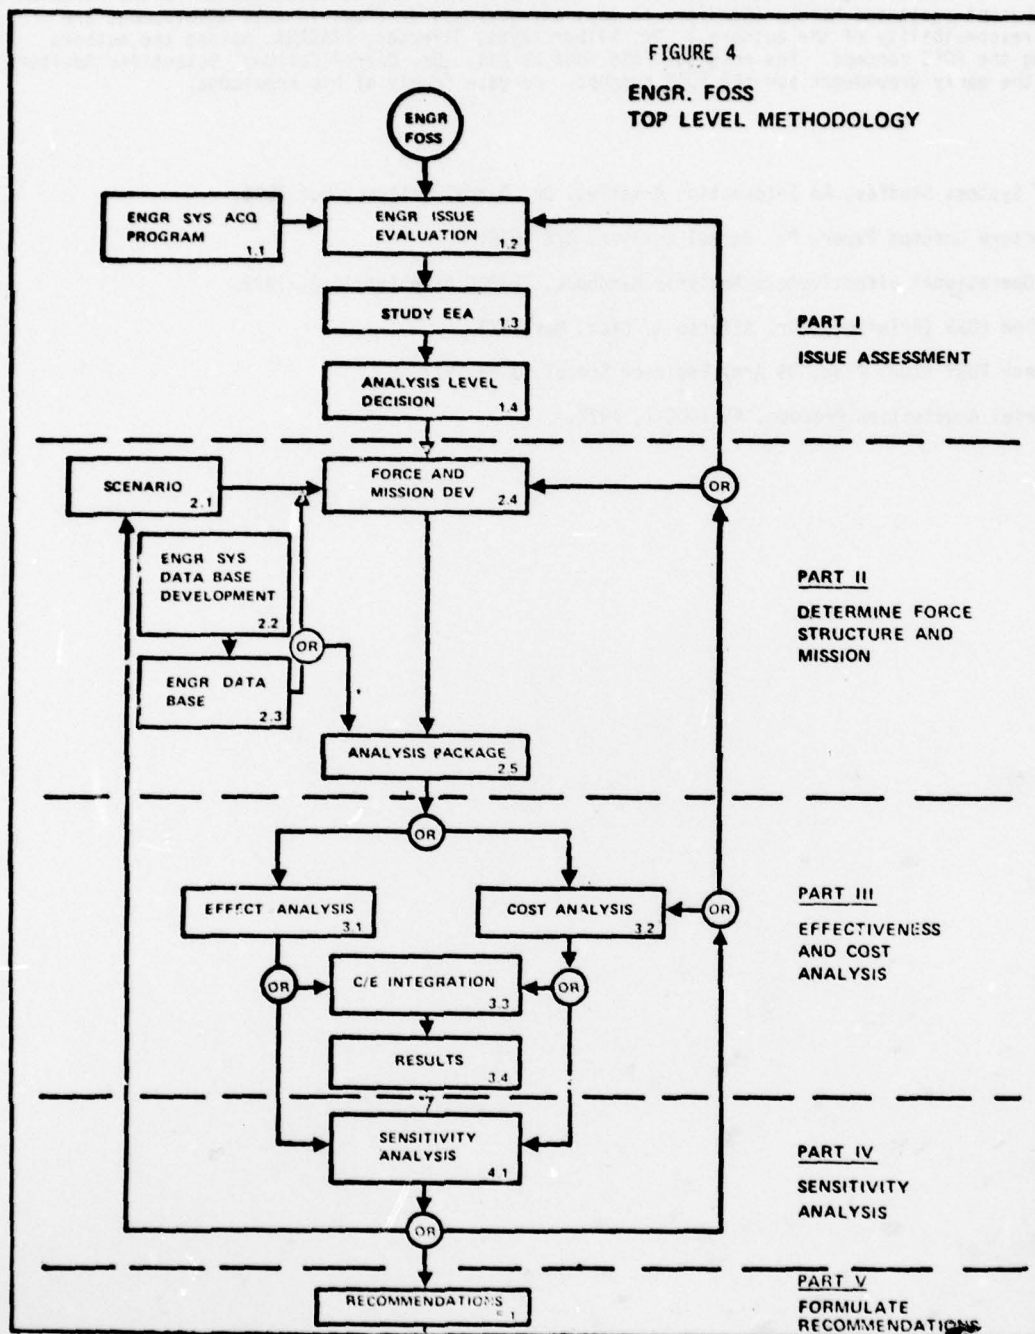 FIGURE 4
ENGR. FOSS
TOP LEVEL METHODOLOGY
ENGR
FOSS
ENGR SYS ACQ
PROGRAM
1.1
ENGR ISSUE
EVALUATION
1.2
STUDY EEA
1.3
ANALYSIS LEVEL
DECISION
1.4
PART I
ISSUE ASSESSMENT
SCENARIO
2.1
FORCE AND
MISSION DEV
2.4
OR
ENGR SYS
DATA BASE
DEVELOPMENT
2.2
OR
ENGR DATA
BASE
2.3
ANALYSIS PACKAGE
2.5
PART II
DETERMINE FORCE
STRUCTURE AND
MISSION
OR
EFFECT ANALYSIS
3.1
COST ANALYSIS
3.2
OR
OR
C/E INTEGRATION
3.3
OR
RESULTS
3.4
PART III
EFFECTIVENESS
AND COST
ANALYSIS
SENSITIVITY
ANALYSIS
4.1
OR
PART IV
SENSITIVITY
ANALYSIS
RECOMMENDATIONS
5.1
PART V
FORMULATE
RECOMMENDATIONS